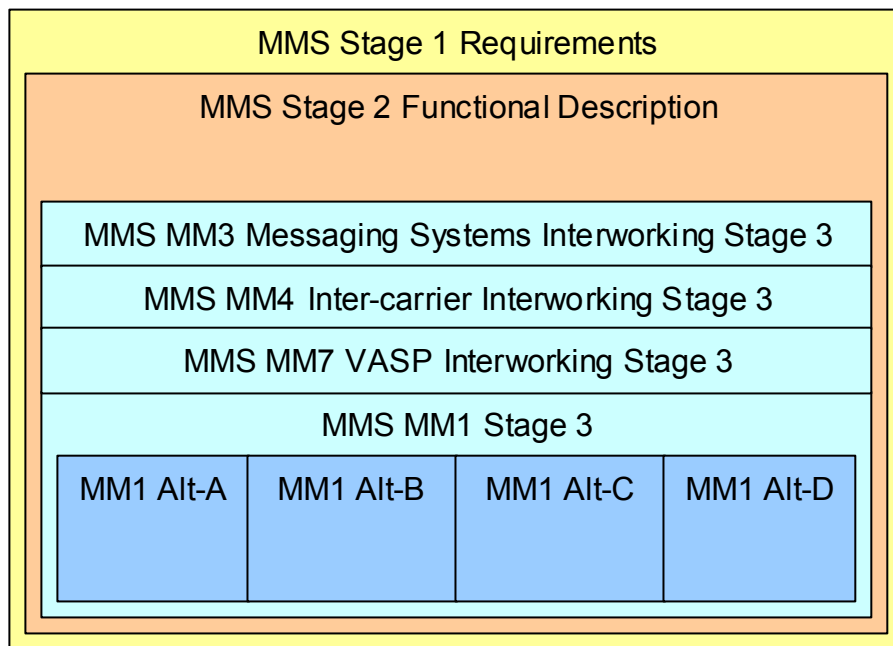 MMS Stage 1 Requirements
MMS Stage 2 Functional Description
MMS MM3 Messaging Systems Interworking Stage 3
MMS MM4 Inter-carrier Interworking Stage 3
MMS MM7 VASP Interworking Stage 3
MMS MM1 Stage 3
MM1 Alt-A MM1 Alt-B MM1 Alt-C MM1 Alt-D